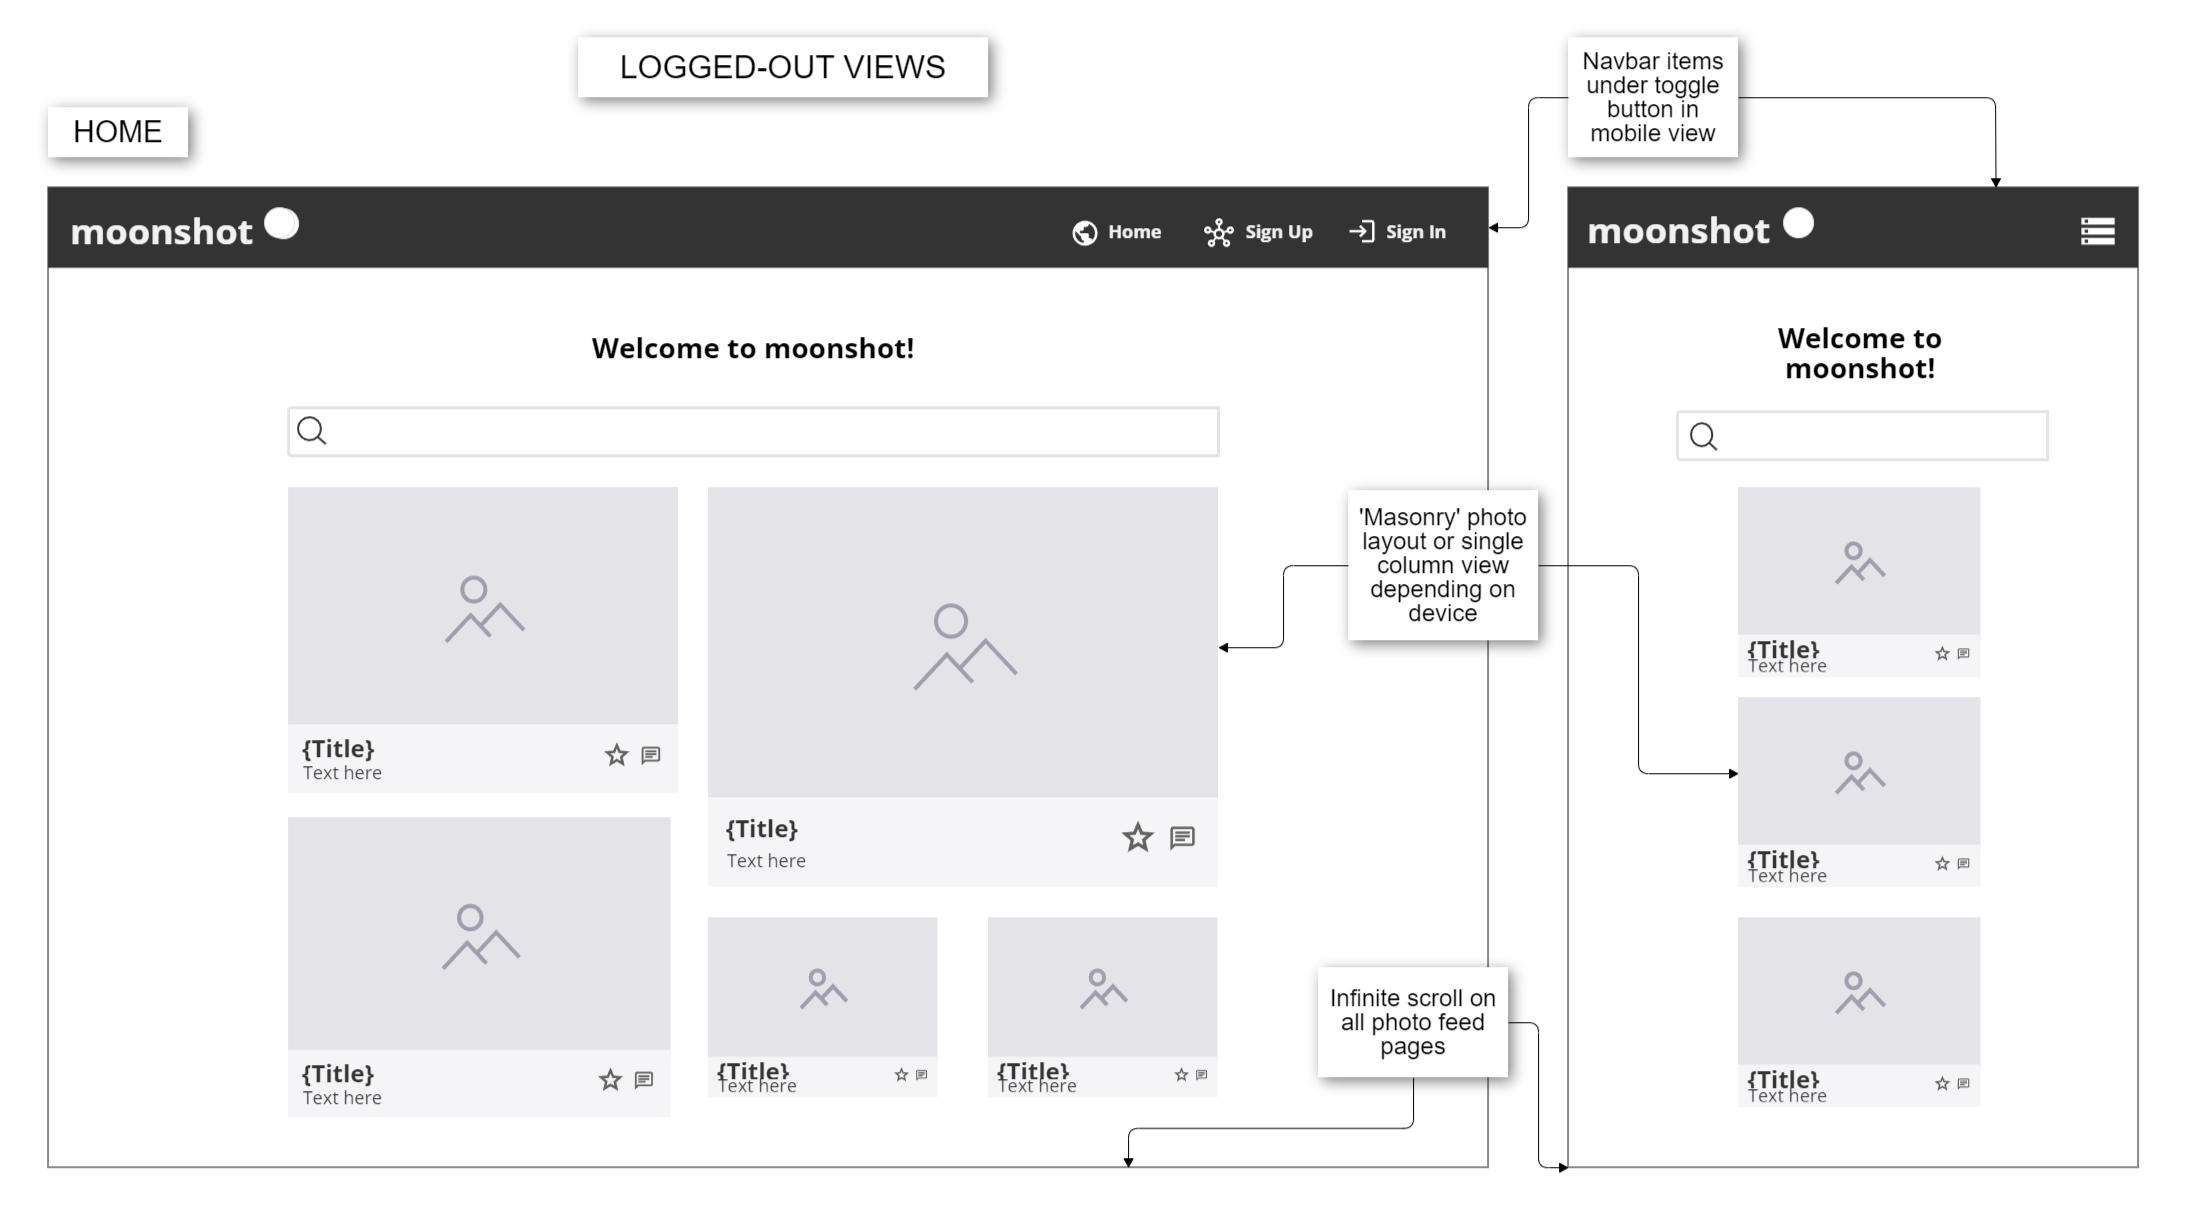 LOGGED-OUT VIEWS
HOME
Navbar items
under toggle
button in
mobile view
moonshot
Home
Sign Up
Sign In
Welcome to moonshot!
{Title}
Text here
{Title}
Text here
{Title}
Text here
{Title}
Text here
{Title}
Text here
'Masonry' photo
layout or single
column view
depending on
device
Infinite scroll on
all photo feed
pages
moonshot
Welcome to
moonshot!
{Title}
Text here
{Title}
Text here
{Title}
Text here